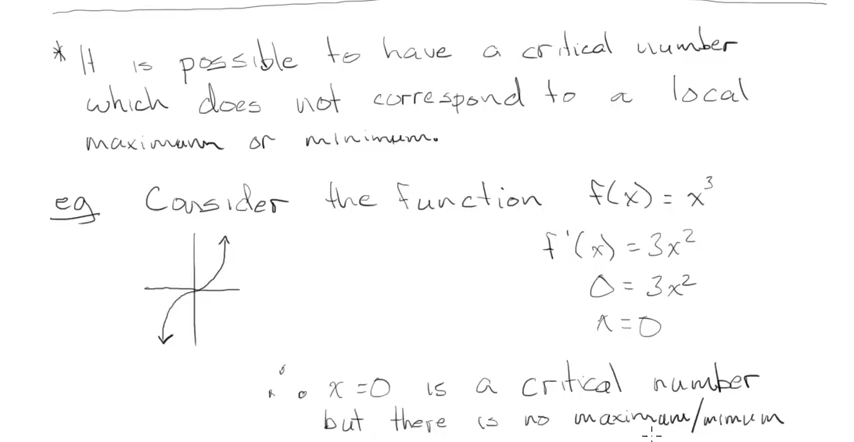 * It is possible to have a critical number
which does not correspond to a local
maximum or minimum.
eg Consider the function f(x) = x³
f'(x) = 3x²
0 = 3x²
x = 0
∴ x = 0 is a critical number
but there is no maximum/mimum